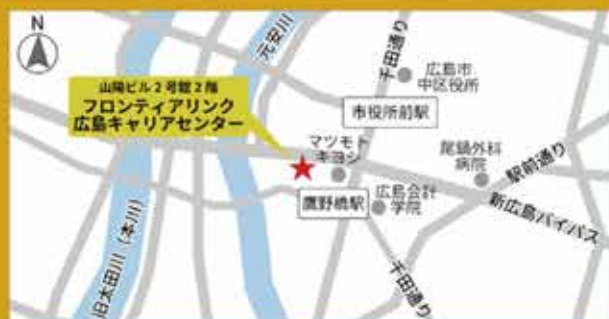 N
元安川
千田通り
広島市
中区役所
山陽ビル2号館2階
フロンティアリンク
広島キャリアセンター
市役所前駅
マツモト
キヨシ
尾鍋外科
病院
駅前通り
鷹野橋駅
広島会計
学院
新広島バイパス
旧太田川(本川)
千田通り